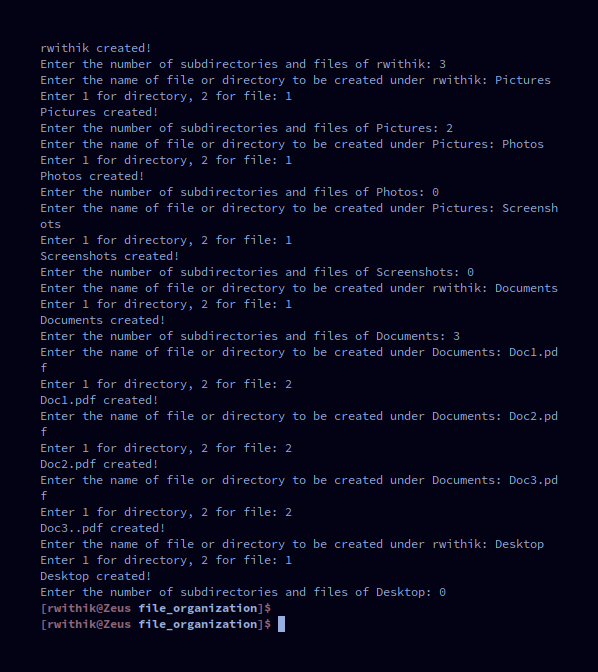 rwithik created!
Enter the number of subdirectories and files of rwithik: 3
Enter the name of file or directory to be created under rwithik: Pictures
Enter 1 for directory, 2 for file: 1
Pictures created!
Enter the number of subdirectories and files of Pictures: 2
Enter the name of file or directory to be created under Pictures: Photos
Enter 1 for directory, 2 for file: 1
Photos created!
Enter the number of subdirectories and files of Photos: 0
Enter the name of file or directory to be created under Pictures: Screensh
ots
Enter 1 for directory, 2 for file: 1
Screenshots created!
Enter the number of subdirectories and files of Screenshots: 0
Enter the name of file or directory to be created under rwithik: Documents
Enter 1 for directory, 2 for file: 1
Documents created!
Enter the number of subdirectories and files of Documents: 3
Enter the name of file or directory to be created under Documents: Doc1.pd
f
Enter 1 for directory, 2 for file: 2
Doc1.pdf created!
Enter the name of file or directory to be created under Documents: Doc2.pd
f
Enter 1 for directory, 2 for file: 2
Doc2.pdf created!
Enter the name of file or directory to be created under Documents: Doc3.pd
f
Enter 1 for directory, 2 for file: 2
Doc3..pdf created!
Enter the name of file or directory to be created under rwithik: Desktop
Enter 1 for directory, 2 for file: 1
Desktop created!
Enter the number of subdirectories and files of Desktop: 0
[rwithik@Zeus file_organization]$
[rwithik@Zeus file_organization]$